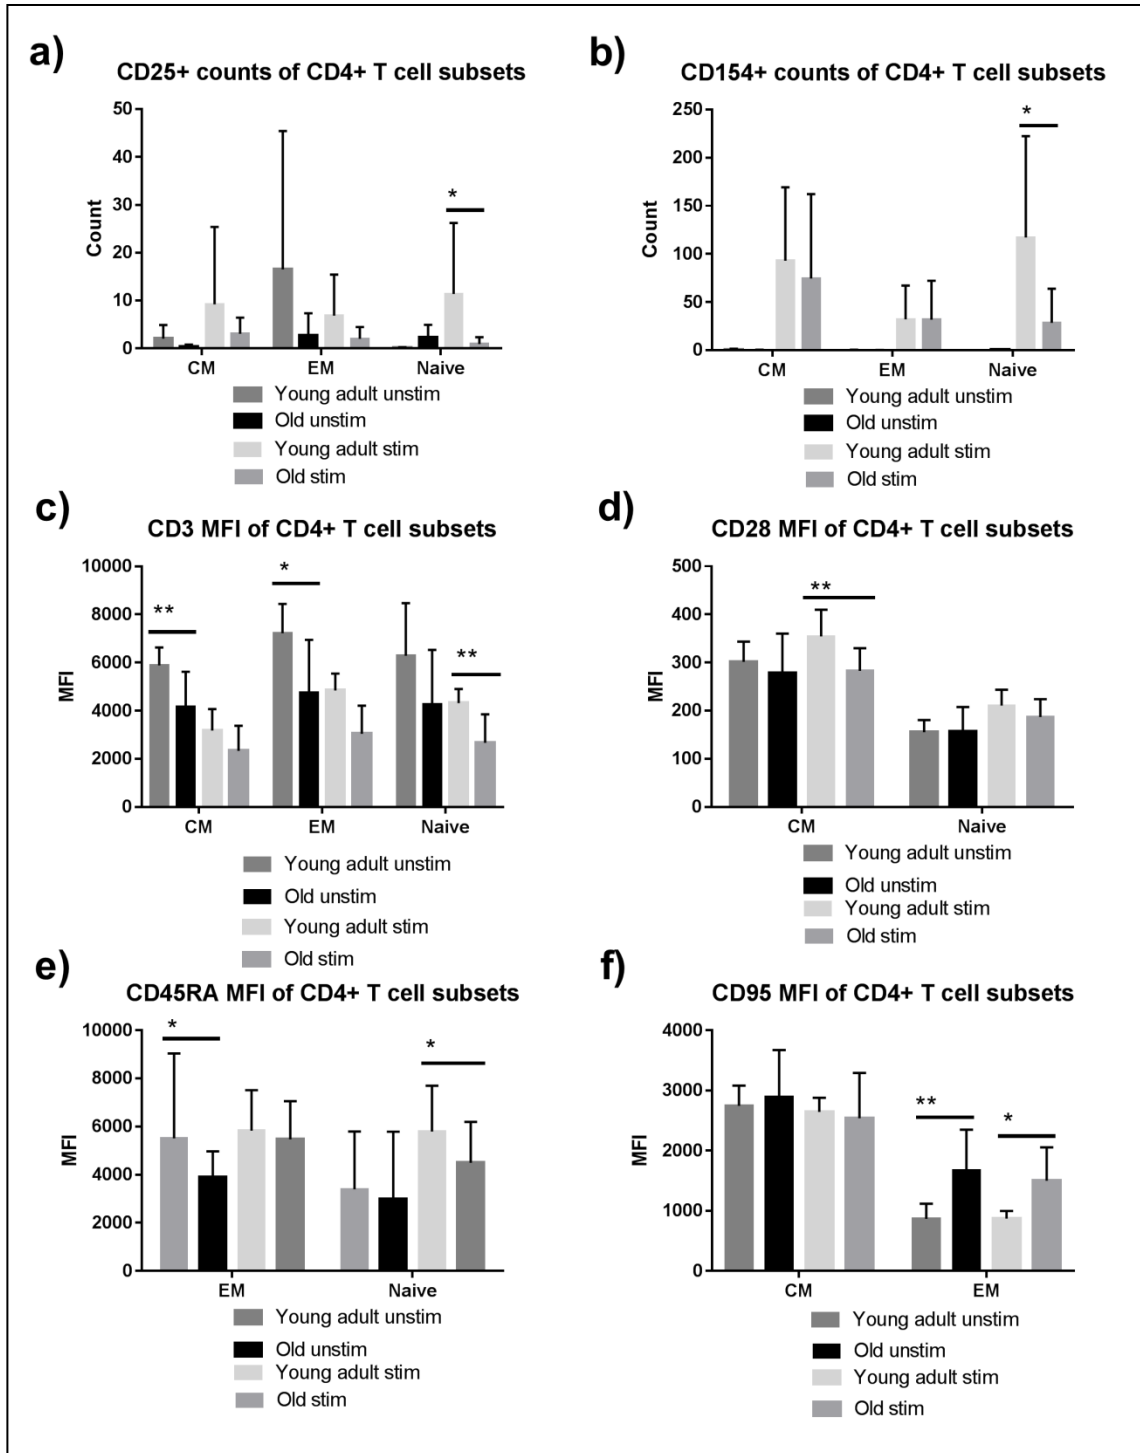 a)
CD25+ counts of CD4+ T cell subsets
50
40
30
20
10
0
Count
*
CM EM Naive
Young adult unstim
Old unstim
Young adult stim
Old stim
b)
CD154+ counts of CD4+ T cell subsets
250
200
150
100
50
0
Count
*
CM EM Naive
Young adult unstim
Old unstim
Young adult stim
Old stim
c)
CD3 MFI of CD4+ T cell subsets
10000
8000
6000
4000
2000
0
MFI
**
*
**
CM EM Naive
Young adult unstim
Old unstim
Young adult stim
Old stim
d)
CD28 MFI of CD4+ T cell subsets
500
400
300
200
100
0
MFI
**
CM Naive
Young adult unstim
Old unstim
Young adult stim
Old stim
e)
CD45RA MFI of CD4+ T cell subsets
10000
8000
6000
4000
2000
0
MFI
*
*
EM Naive
Young adult unstim
Old unstim
Young adult stim
Old stim
f)
CD95 MFI of CD4+ T cell subsets
4000
3000
2000
1000
0
MFI
**
*
CM EM
Young adult unstim
Old unstim
Young adult stim
Old stim